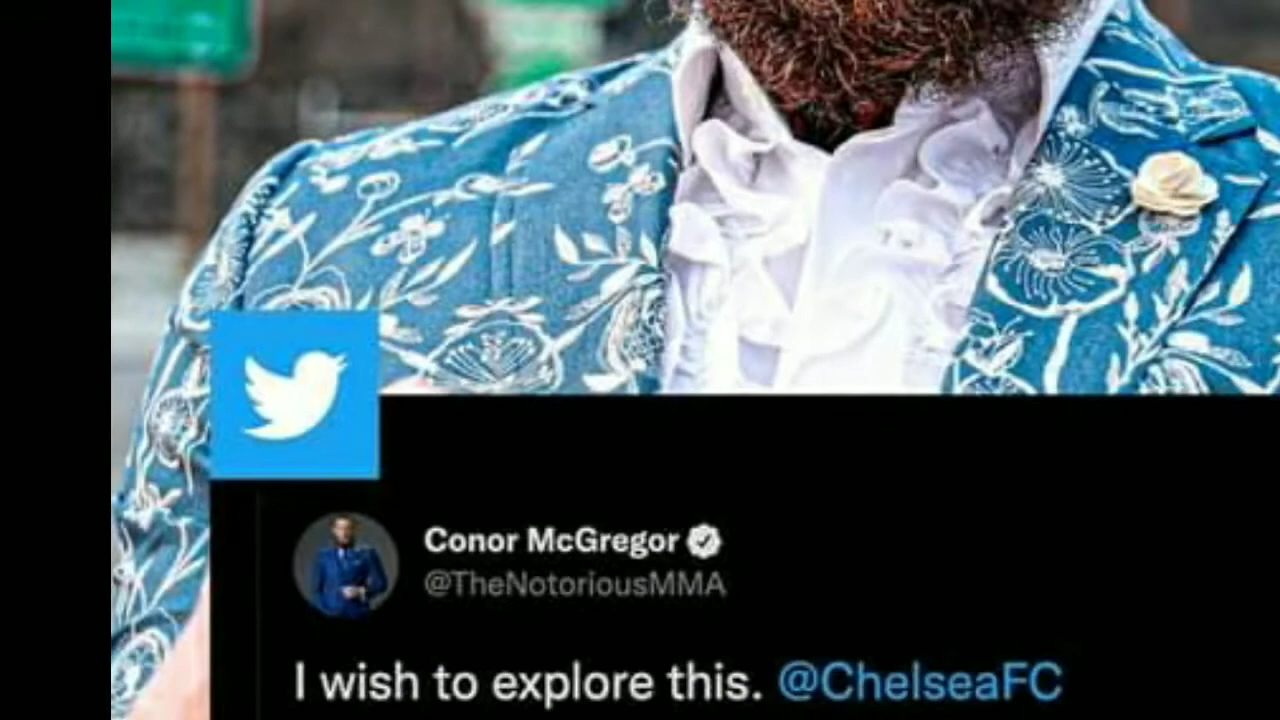 Conor McGregor
@TheNotoriousMMA
I wish to explore this. @ChelseaFC